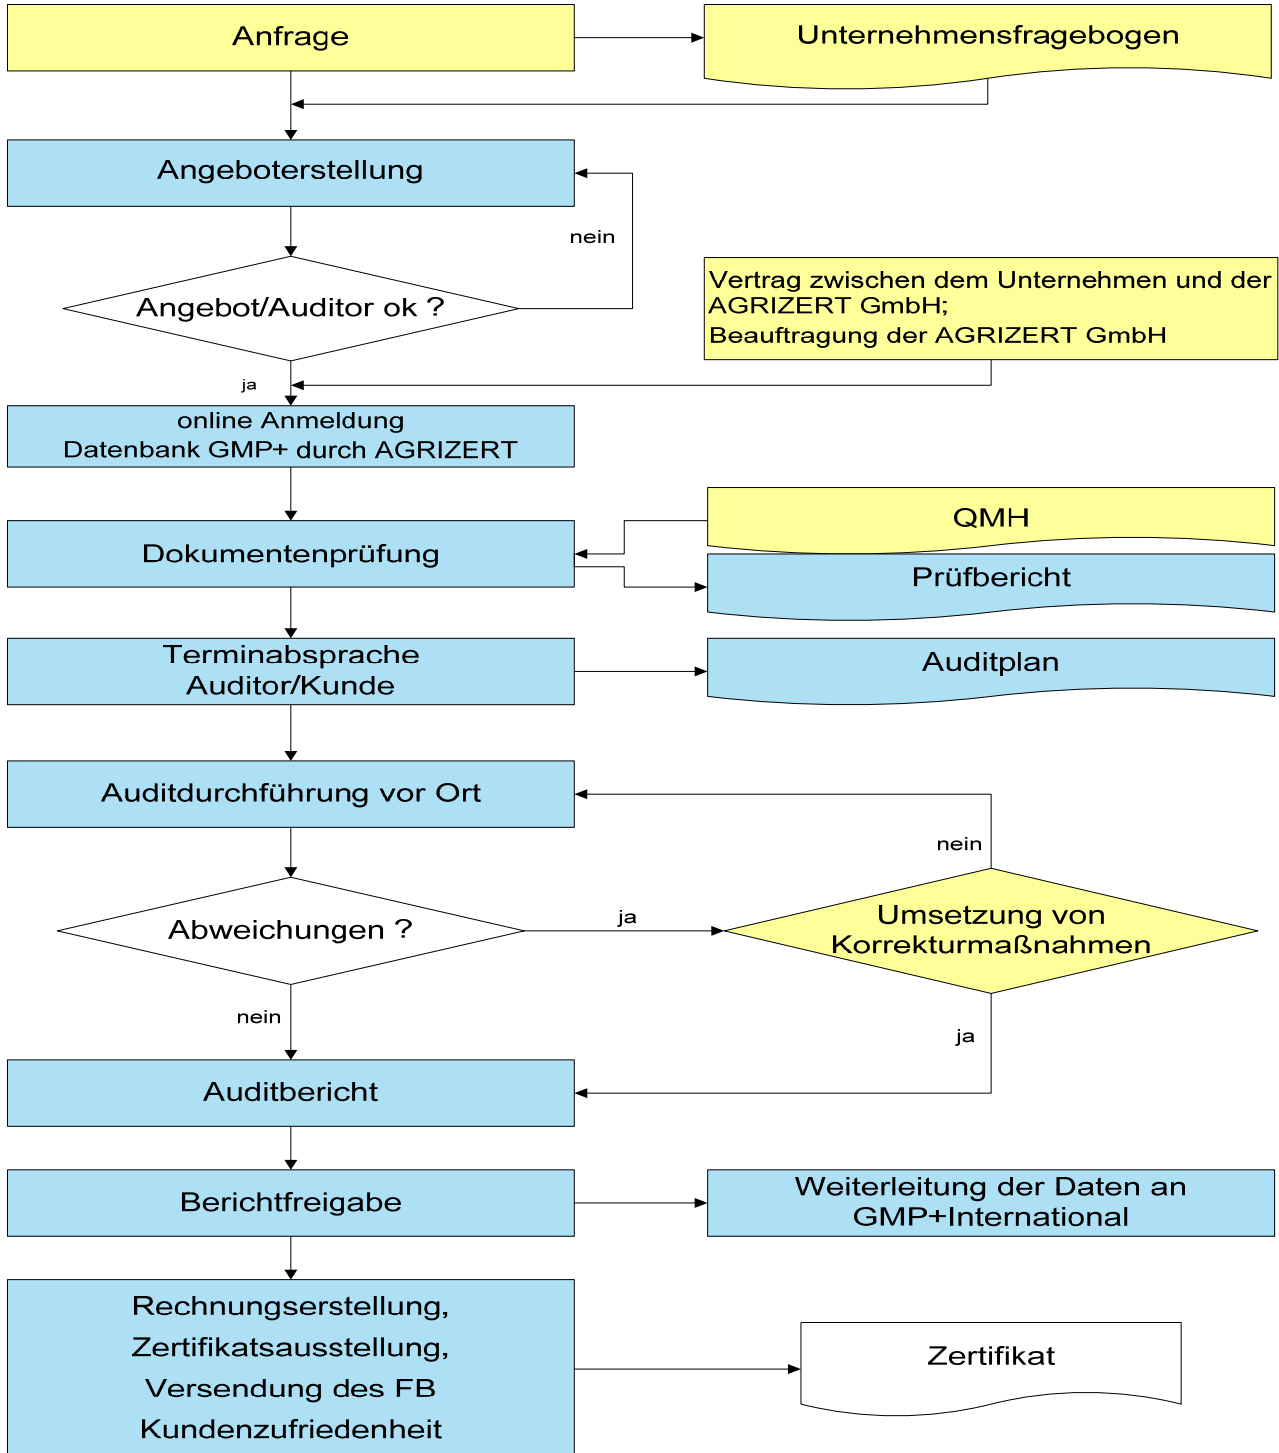 Anfrage
Unternehmensfragebogen
Angeboterstellung
nein
Angebot/Auditor ok ?
Vertrag zwischen dem Unternehmen und der
AGRIZERT GmbH;
Beauftragung der AGRIZERT GmbH
ja
online Anmeldung
Datenbank GMP+ durch AGRIZERT
QMH
Dokumentenprüfung
Prüfbericht
Terminabsprache
Auditor/Kunde
Auditplan
Auditdurchführung vor Ort
nein
Abweichungen ?
ja
Umsetzung von
Korrekturmaßnahmen
nein
ja
Auditbericht
Berichtfreigabe
Weiterleitung der Daten an
GMP+International
Rechnungserstellung,
Zertifikatsausstellung,
Versendung des FB
Kundenzufriedenheit
Zertifikat